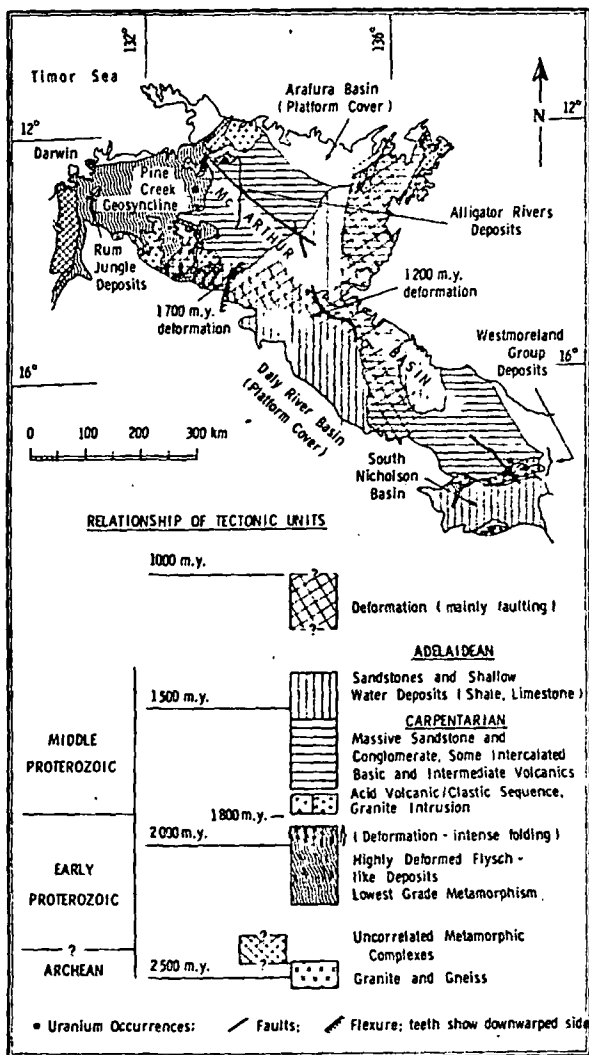 132°
136°
Timor Sea
Arafura Basin
(Platform Cover)
N
12°
12°
Darwin
Pine
Creek
Geosyncline
Mc ARTHUR
Alligator Rivers
Deposits
Rum
Jungle
Deposits
1700 m.y.
deformation
1200 m.y.
deformation
BASIN
Westmoreland
Group
Deposits
16°
16°
Daly River Basin
(Platform Cover)
0 100 200 300 km
South
Nicholson
Basin
RELATIONSHIP OF TECTONIC UNITS
1000 m.y.
?
Deformation (mainly faulting)
?
ADELAIDEAN
Sandstones and Shallow
Water Deposits (Shale, Limestone)
1500 m.y.
CARPENTARIAN
MIDDLE
PROTEROZOIC
Massive Sandstone and
Conglomerate, Some Intercalated
Basic and Intermediate Volcanics
Acid Volcanic/Clastic Sequence,
Granite Intrusion
1800 m.y.
2000 m.y.
(Deformation - intense folding)
Highly Deformed Flysch -
like Deposits
Lowest Grade Metamorphism
EARLY
PROTEROZOIC
?
?
?
Uncorrelated Metamorphic
Complexes
ARCHEAN
2500 m.y.
Granite and Gneiss
• Uranium Occurrences; Faults; Flexure; teeth show downwarped side